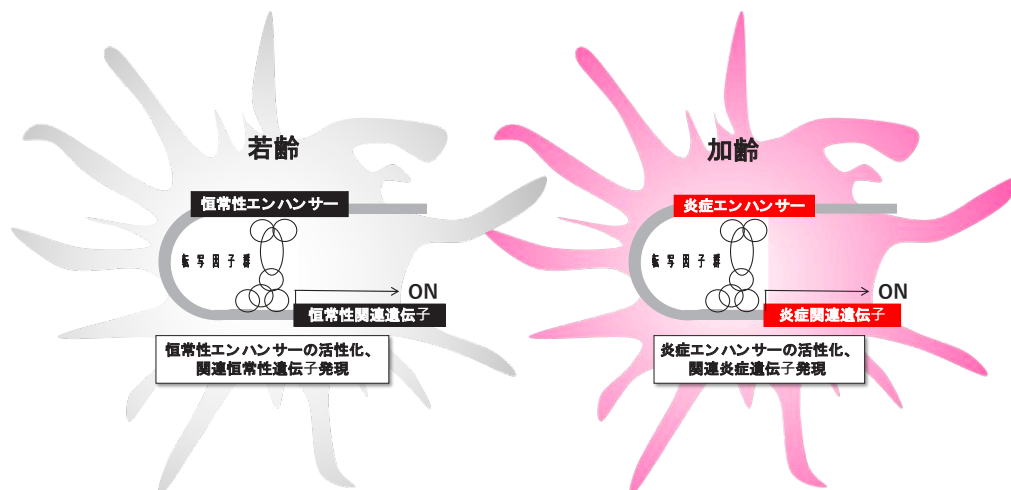 若齢
恒常性エンハンサー
転写因子群
ON
恒常性関連遺伝子
恒常性エンハンサーの活性化、
関連恒常性遺伝子発現
加齢
炎症エンハンサー
転写因子群
ON
炎症関連遺伝子
炎症エンハンサーの活性化、
関連炎症遺伝子発現